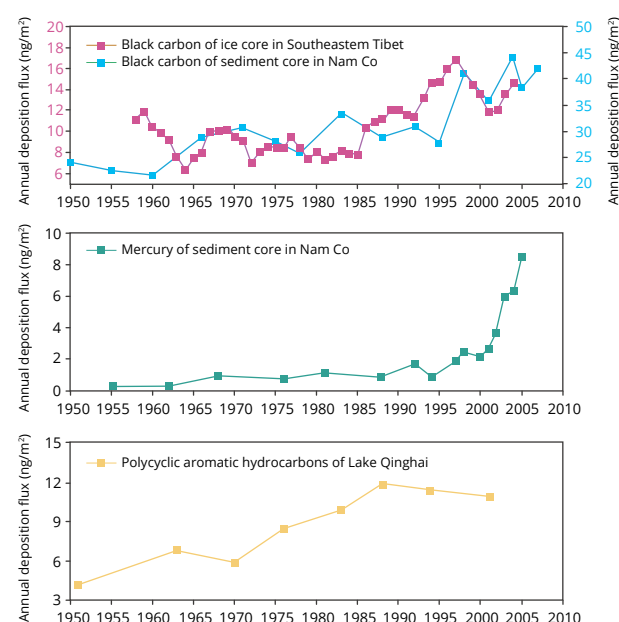 Annual deposition flux (ng/m²)
20
18
16
14
12
10
8
6
Black carbon of ice core in Southeastem Tibet
Black carbon of sediment core in Nam Co
50
45
40
35
30
25
20
Annual deposition flux (ng/m²)
1950 1955 1960 1965 1970 1975 1980 1985 1990 1995 2000 2005 2010
Annual deposition flux (ng/m²)
10
8
6
4
2
0
Mercury of sediment core in Nam Co
1950 1955 1960 1965 1970 1975 1980 1985 1990 1995 2000 2005 2010
Annual deposition flux (ng/m²)
15
12
9
6
3
Polycyclic aromatic hydrocarbons of Lake Qinghai
1950 1955 1960 1965 1970 1975 1980 1985 1990 1995 2000 2005 2010